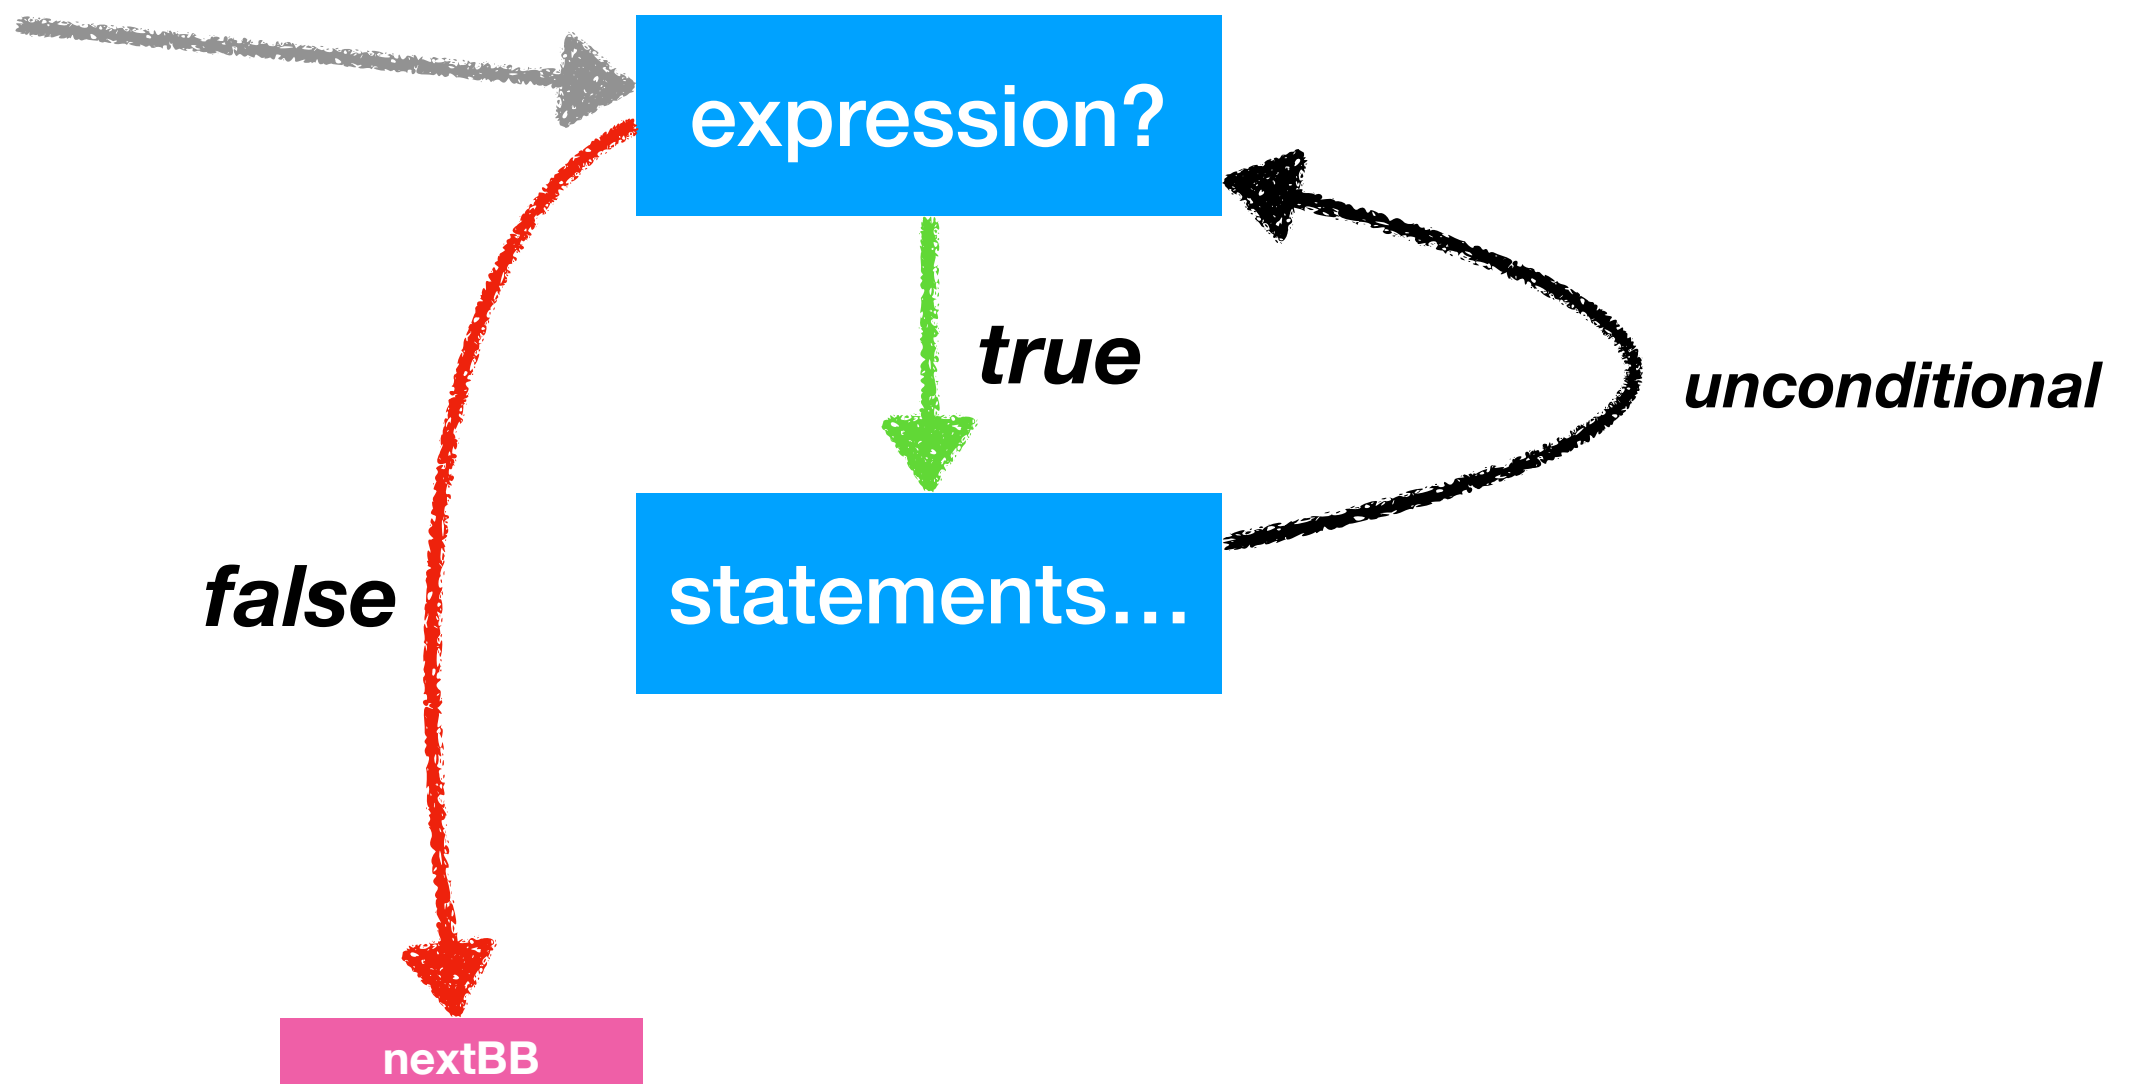 expression?
true
unconditional
false
statements…
nextBB